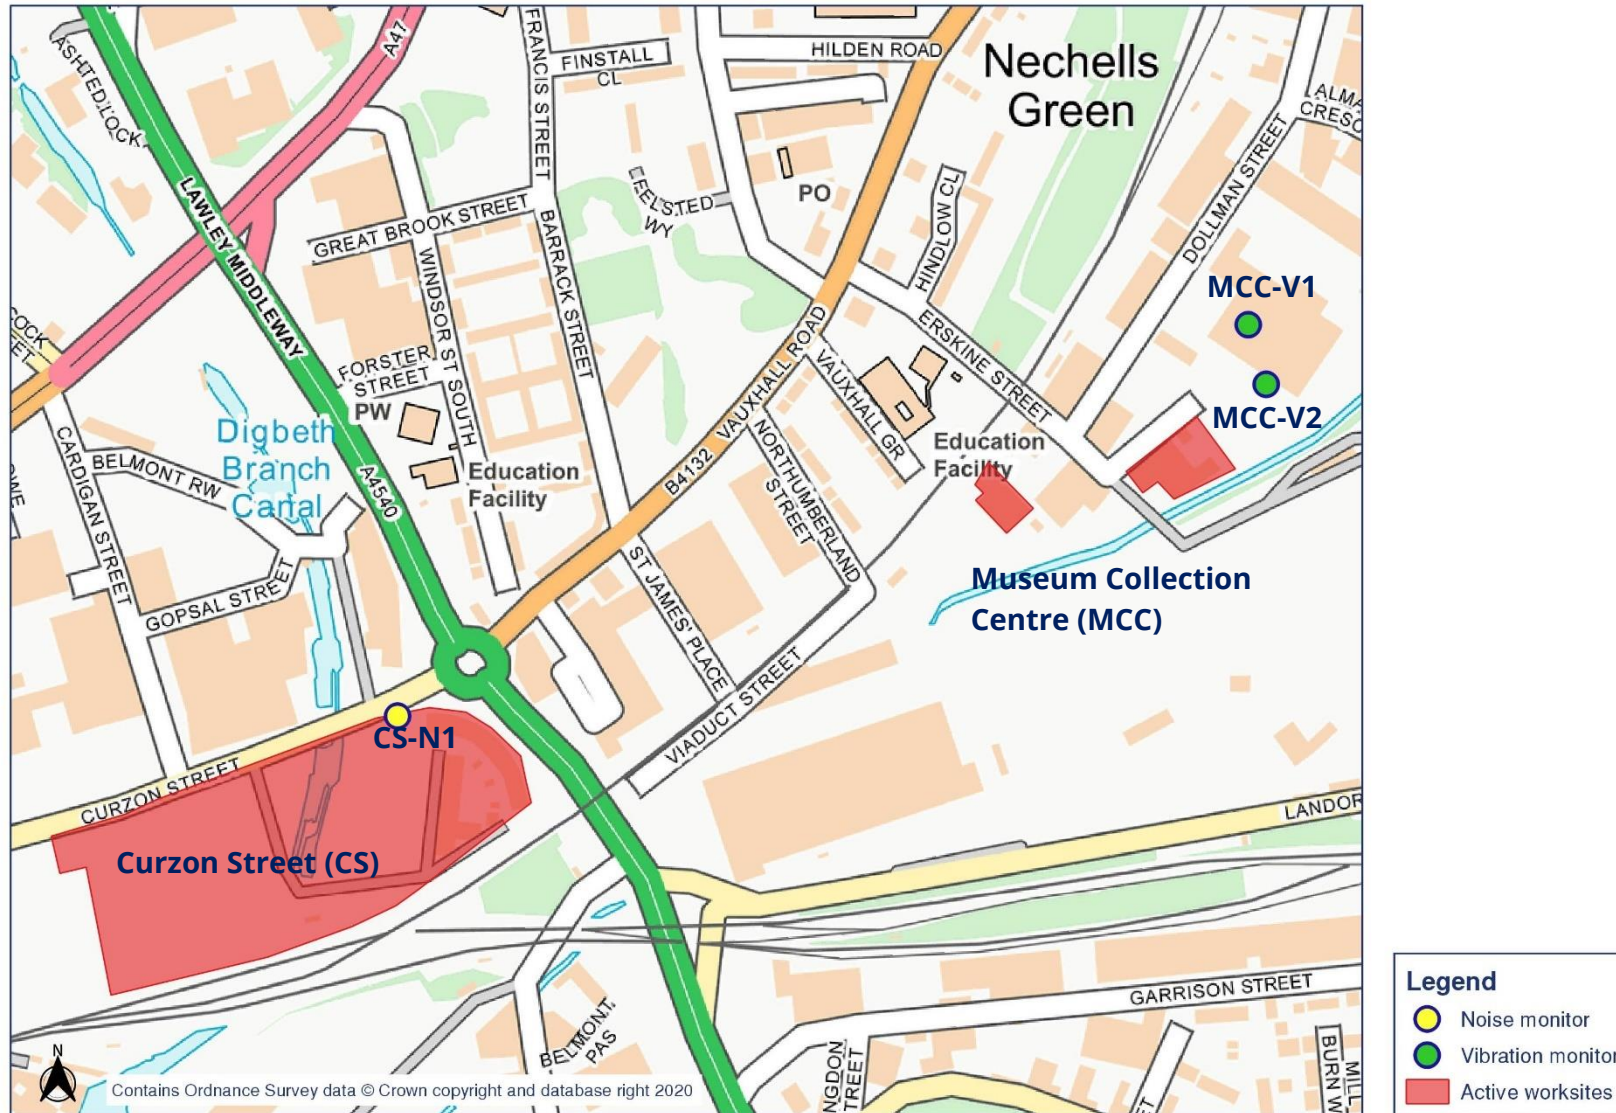 ASHTED LOCK
A47
FRANCIS STREET
FINSTALL
CL
HILDEN ROAD
Nechells
Green
ALMA
CRESC
DOLLMAN STREET
LAWLEY MIDDLEWAY
GREAT BROOK STREET
BARRACK STREET
EELSTED
WY
PO
HINDLOW CL
MCC-V1
WINDSOR ST SOUTH
FORSTER
STREET
PW
VAUXHALL ROAD
ERSKINE STREET
VAUXHALL GR
MCC-V2
Digbeth
Branch
Canal
CARDIGAN STREET
BELMONT RW
A4540
Education
Facility
B4132
NORTHUMBERLAND
STREET
Education
Facility
GOPSAL STREET
ST JAMES' PLACE
Museum Collection
Centre (MCC)
VIADUCT STREET
CS-N1
CURZON STREET
LANDOR
Curzon Street (CS)
GARRISON STREET
BELMONT
PAS
STREET
BURN W
MILL
N
Contains Ordnance Survey data © Crown copyright and database right 2020
Legend
Noise monitor
Vibration monitor
Active worksites